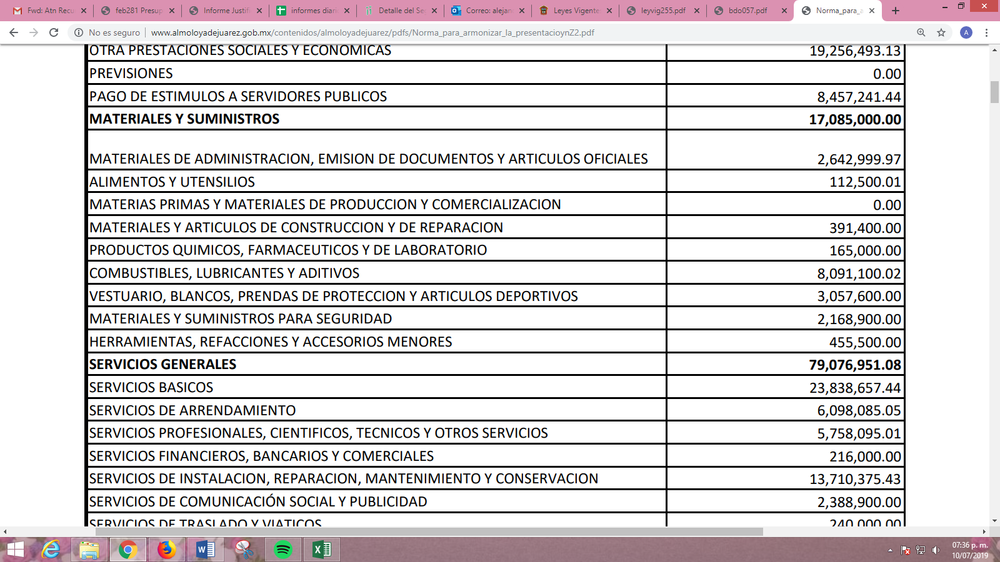 Fwd: Atn Recu
feb281 Presup
Informe Justifi
informes diari
Detalle del Se
Correo: alejan
Leyes Vigente
leyvig255.pdf
bdo057.pdf
Norma_para_a
No es seguro | www.almoloyadejuarez.gob.mx/contenidos/almoloyadejuarez/pdfs/Norma_para_armonizar_la_presentacioynZ2.pdf
A
OTRA PRESTACIONES SOCIALES Y ECONOMICAS 19,256,493.13
PREVISIONES 0.00
PAGO DE ESTIMULOS A SERVIDORES PUBLICOS 8,457,241.44
MATERIALES Y SUMINISTROS 17,085,000.00
MATERIALES DE ADMINISTRACION, EMISION DE DOCUMENTOS Y ARTICULOS OFICIALES 2,642,999.97
ALIMENTOS Y UTENSILIOS 112,500.01
MATERIAS PRIMAS Y MATERIALES DE PRODUCCION Y COMERCIALIZACION 0.00
MATERIALES Y ARTICULOS DE CONSTRUCCION Y DE REPARACION 391,400.00
PRODUCTOS QUIMICOS, FARMACEUTICOS Y DE LABORATORIO 165,000.00
COMBUSTIBLES, LUBRICANTES Y ADITIVOS 8,091,100.02
VESTUARIO, BLANCOS, PRENDAS DE PROTECCION Y ARTICULOS DEPORTIVOS 3,057,600.00
MATERIALES Y SUMINISTROS PARA SEGURIDAD 2,168,900.00
HERRAMIENTAS, REFACCIONES Y ACCESORIOS MENORES 455,500.00
SERVICIOS GENERALES 79,076,951.08
SERVICIOS BASICOS 23,838,657.44
SERVICIOS DE ARRENDAMIENTO 6,098,085.05
SERVICIOS PROFESIONALES, CIENTIFICOS, TECNICOS Y OTROS SERVICIOS 5,758,095.01
SERVICIOS FINANCIEROS, BANCARIOS Y COMERCIALES 216,000.00
SERVICIOS DE INSTALACION, REPARACION, MANTENIMIENTO Y CONSERVACION 13,710,375.43
SERVICIOS DE COMUNICACIÓN SOCIAL Y PUBLICIDAD 2,388,900.00
SERVICIOS DE TRASLADO Y VIATICOS 240,000.00
07:36 p. m.
10/07/2019